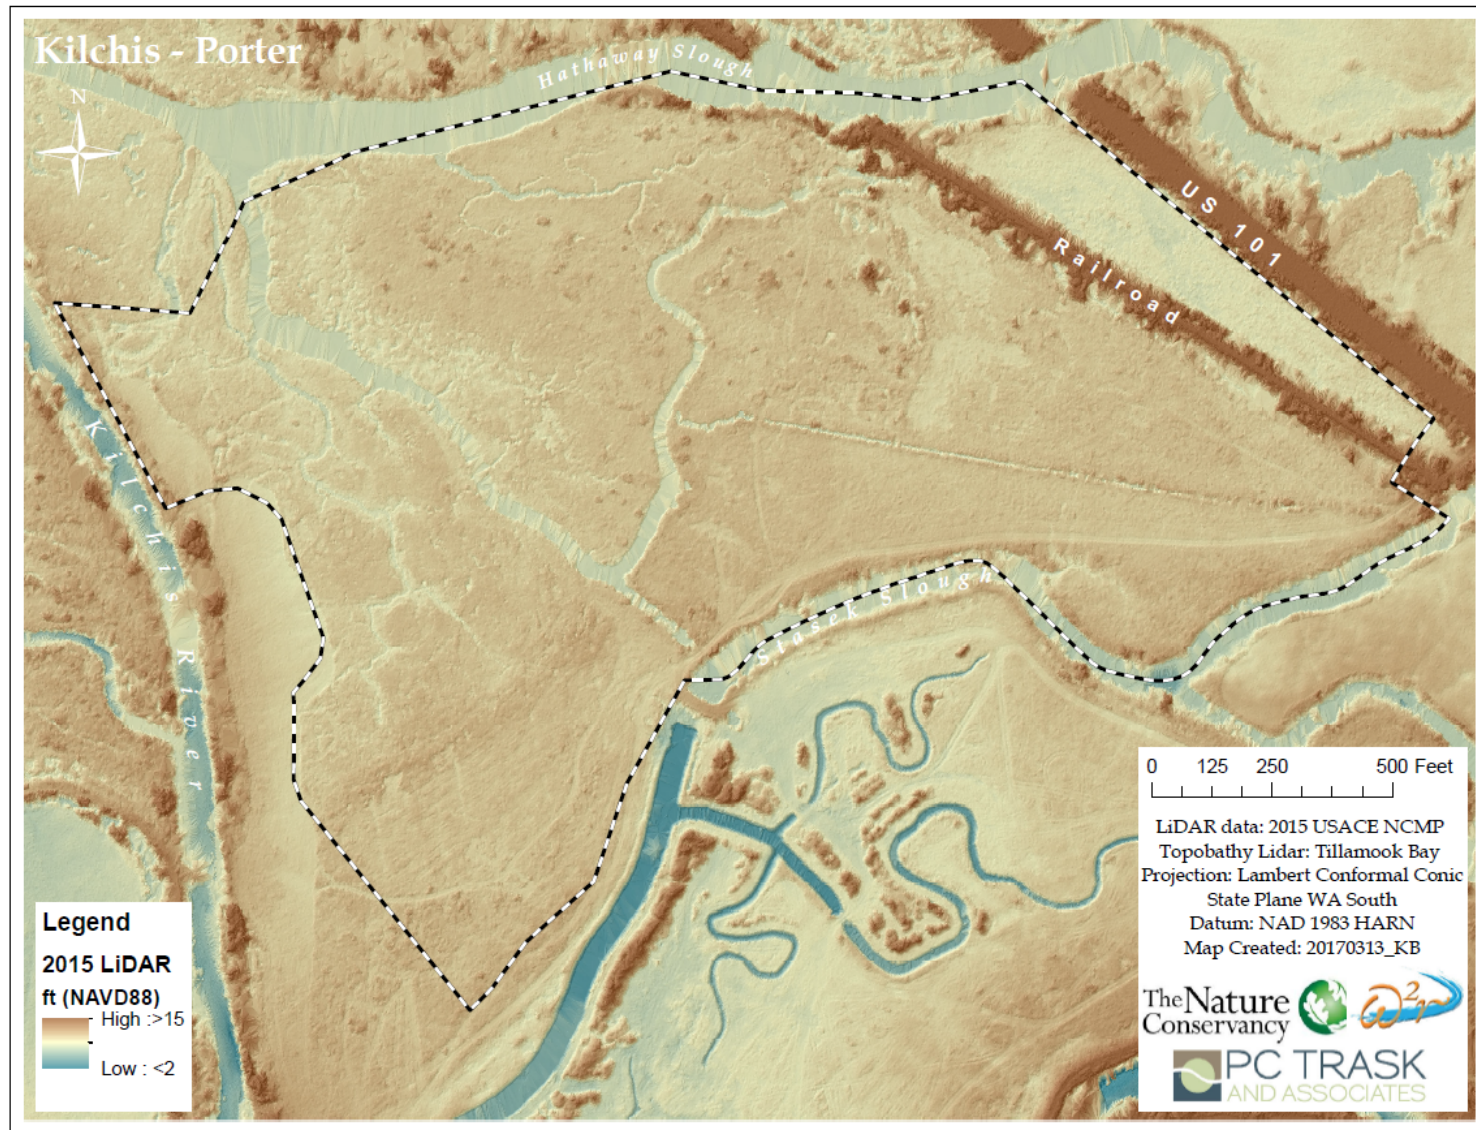 Kilchis - Porter
Hathaway Slough
N
US 101
Railroad
Kilchis River
Stasek Slough
0 125 250 500 Feet
LiDAR data: 2015 USACE NCMP
Topobathy Lidar: Tillamook Bay
Projection: Lambert Conformal Conic
State Plane WA South
Datum: NAD 1983 HARN
Map Created: 20170313_KB
The Nature
Conservancy
PC TRASK
AND ASSOCIATES
Legend
2015 LiDAR
ft (NAVD88)
High :>15
Low : <2